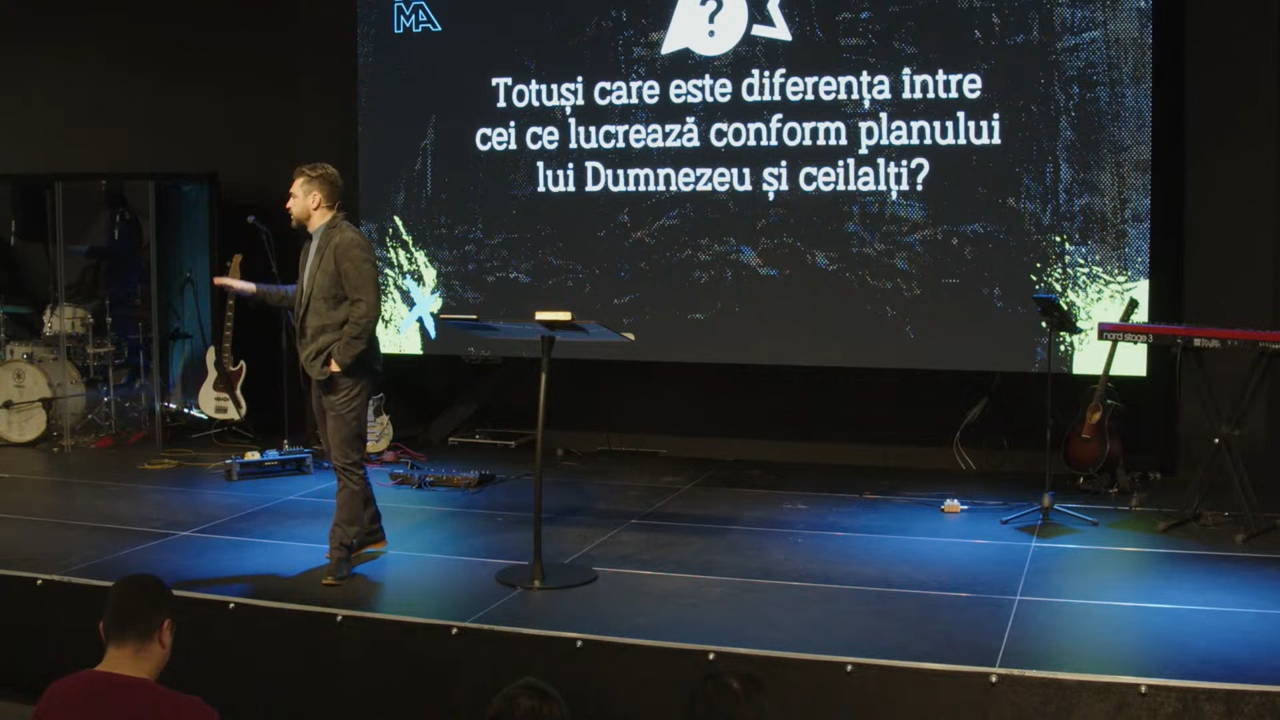 MA
?
Totuși care este diferența între
cei ce lucrează conform planului
lui Dumnezeu și ceilalți?
nord stage 3